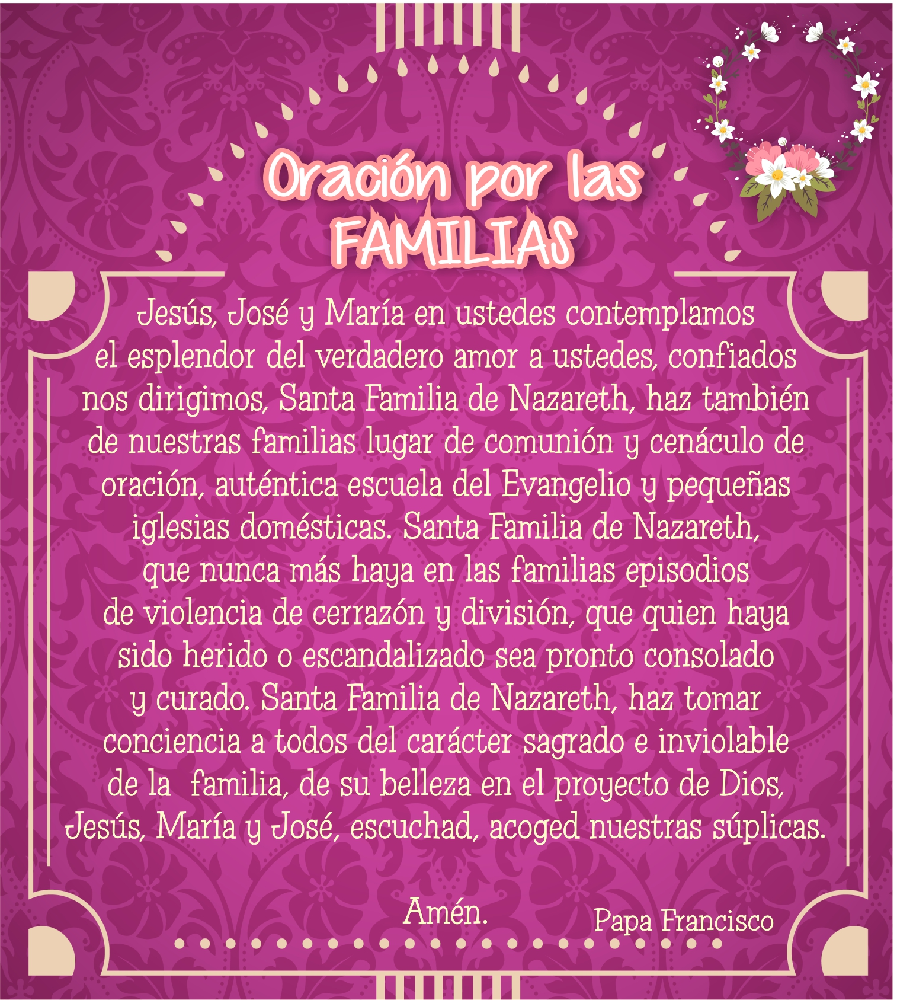 Oración por las
FAMILIAS
Jesús, José y María en ustedes contemplamos
el esplendor del verdadero amor a ustedes, confiados
nos dirigimos, Santa Familia de Nazareth, haz también
de nuestras familias lugar de comunión y cenáculo de
oración, auténtica escuela del Evangelio y pequeñas
iglesias domésticas. Santa Familia de Nazareth,
que nunca más haya en las familias episodios
de violencia de cerrazón y división, que quien haya
sido herido o escandalizado sea pronto consolado
y curado. Santa Familia de Nazareth, haz tomar
conciencia a todos del carácter sagrado e inviolable
de la familia, de su belleza en el proyecto de Dios,
Jesús, María y José, escuchad, acoged nuestras súplicas.
Amén.
Papa Francisco